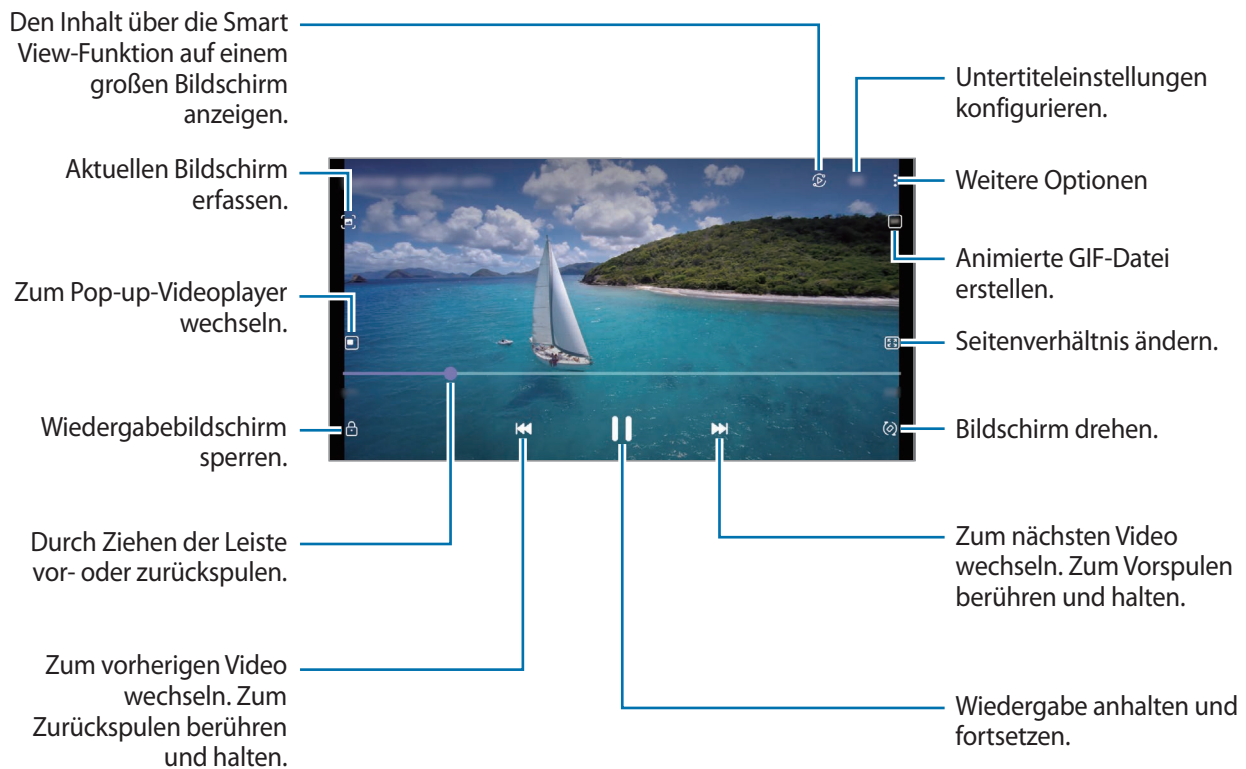 Den Inhalt über die Smart
View-Funktion auf einem
großen Bildschirm
anzeigen.
Aktuellen Bildschirm
erfassen.
Zum Pop-up-Videoplayer
wechseln.
Wiedergabebildschirm
sperren.
Durch Ziehen der Leiste
vor- oder zurückspulen.
Zum vorherigen Video
wechseln. Zum
Zurückspulen berühren
und halten.
Untertiteleinstellungen
konfigurieren.
Weitere Optionen
Animierte GIF-Datei
erstellen.
Seitenverhältnis ändern.
Bildschirm drehen.
Zum nächsten Video
wechseln. Zum Vorspulen
berühren und halten.
Wiedergabe anhalten und
fortsetzen.